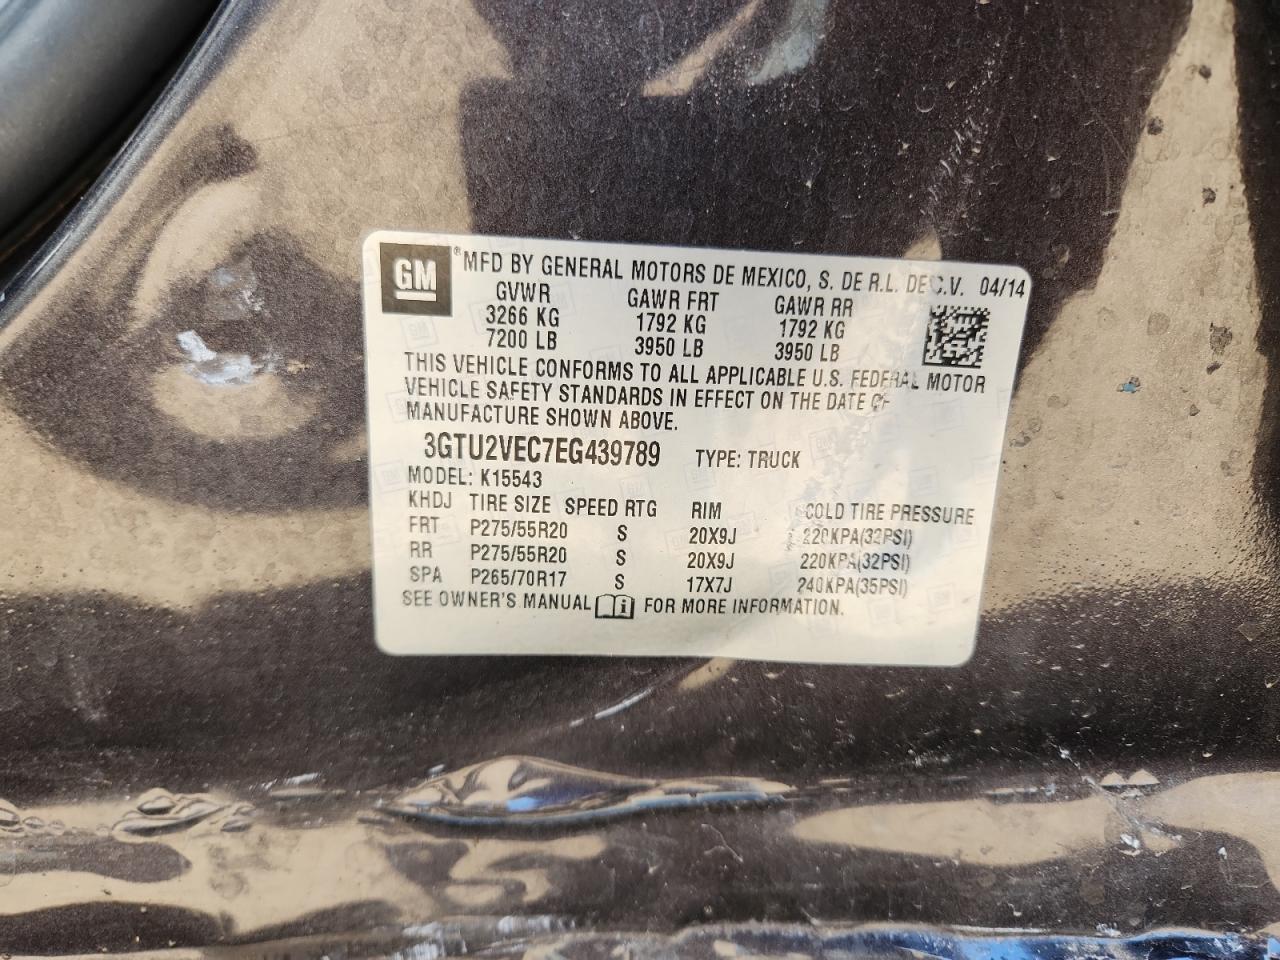 GM ® MFD BY GENERAL MOTORS DE MEXICO, S. DE R.L. DE C.V. 04/14
GVWR GAWR FRT GAWR RR
3266 KG 1792 KG 1792 KG
7200 LB 3950 LB 3950 LB
THIS VEHICLE CONFORMS TO ALL APPLICABLE U.S. FEDERAL MOTOR
VEHICLE SAFETY STANDARDS IN EFFECT ON THE DATE OF
MANUFACTURE SHOWN ABOVE.
3GTU2VEC7EG439789 TYPE: TRUCK
MODEL: K15543
KHDJ TIRE SIZE SPEED RTG RIM COLD TIRE PRESSURE
FRT P275/55R20 S 20X9J 220KPA(32PSI)
RR P275/55R20 S 20X9J 220KPA(32PSI)
SPA P265/70R17 S 17X7J 240KPA(35PSI)
SEE OWNER'S MANUAL i FOR MORE INFORMATION.